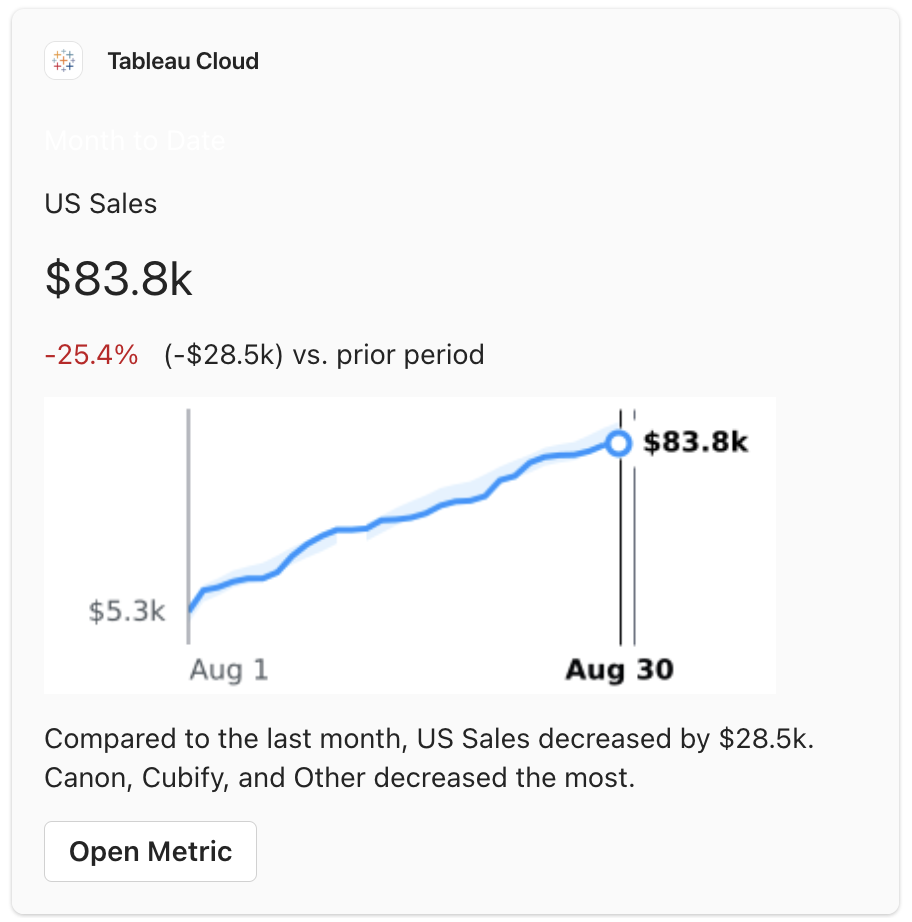 Tableau Cloud
Month to Date
US Sales
$83.8k
-25.4% (-$28.5k) vs. prior period
$83.8k
$5.3k
Aug 1
Aug 30
Compared to the last month, US Sales decreased by $28.5k.
Canon, Cubify, and Other decreased the most.
Open Metric